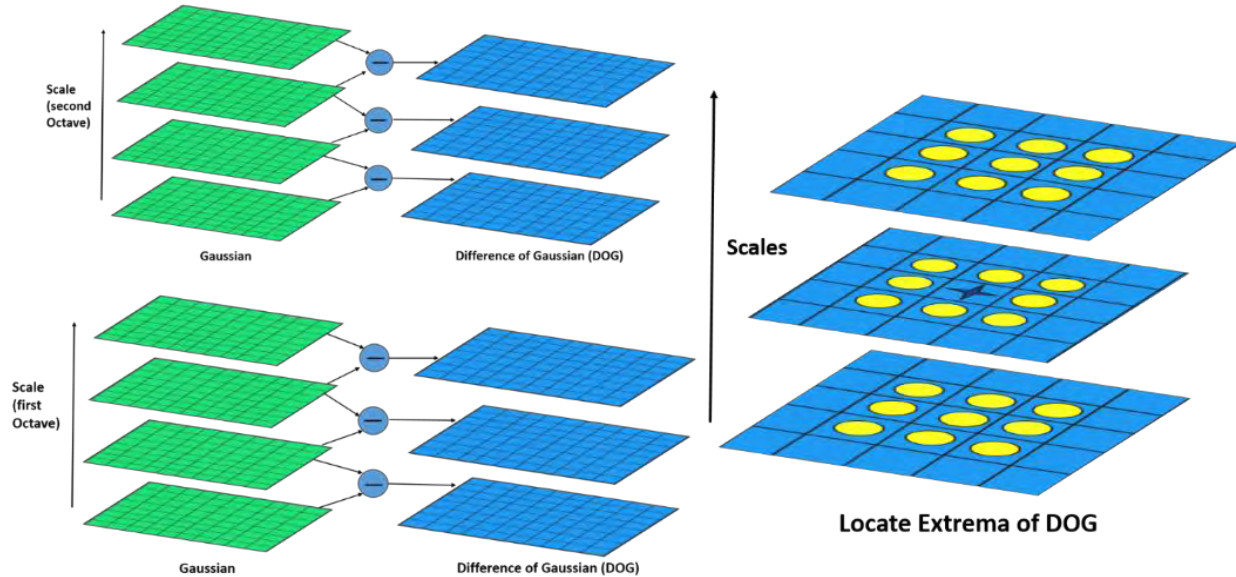 Scale
(second
Octave)
Gaussian
Difference of Gaussian (DOG)
Scale
(first
Octave)
Gaussian
Difference of Gaussian (DOG)
Scales
Locate Extrema of DOG